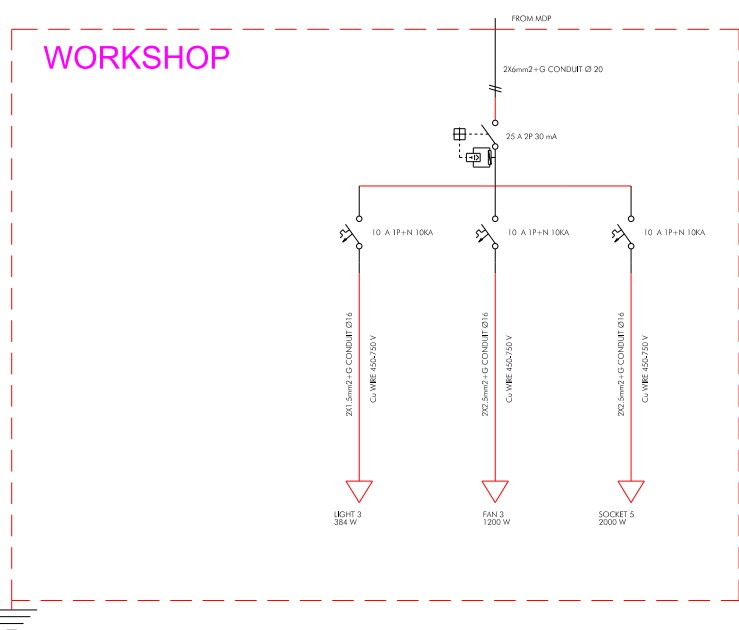 FROM MDP
WORKSHOP
2X6mm2+G CONDUIT Ø 20
25 A 2P 30 mA
10 A 1P+N 10KA
10 A 1P+N 10KA
10 A 1P+N 10KA
2X1.5mm2+G CONDUIT Ø16
Cu WIRE 450-750 V
2X2.5mm2+G CONDUIT Ø16
Cu WIRE 450-750 V
2X2.5mm2+G CONDUIT Ø16
Cu WIRE 450-750 V
LIGHT 3
384 W
FAN 3
1200 W
SOCKET 5
2000 W